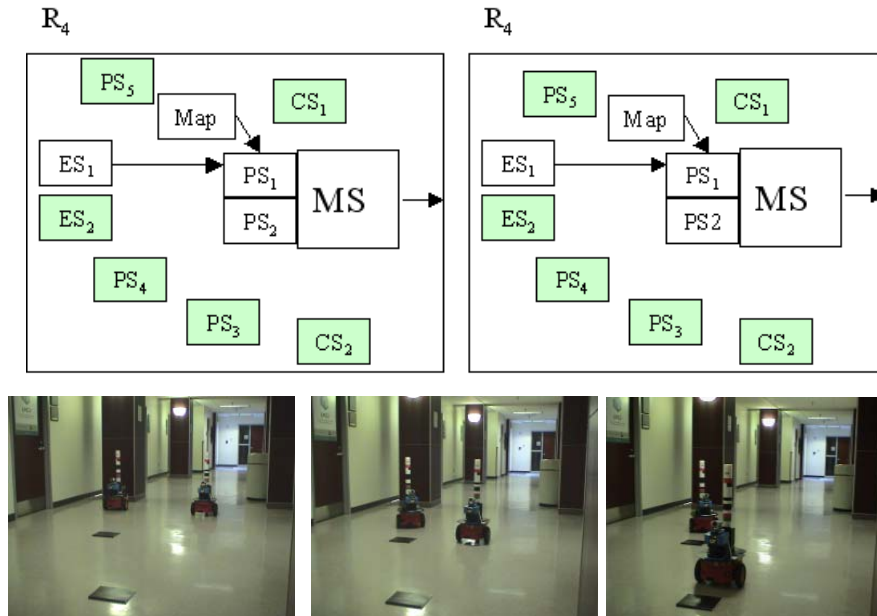 R₄
PS₅
CS₁
Map
ES₁
PS₁
MS
ES₂
PS₂
PS₄
PS₃
CS₂
R₄
PS₅
CS₁
Map
ES₁
PS₁
MS
ES₂
PS2
PS₄
PS₃
CS₂